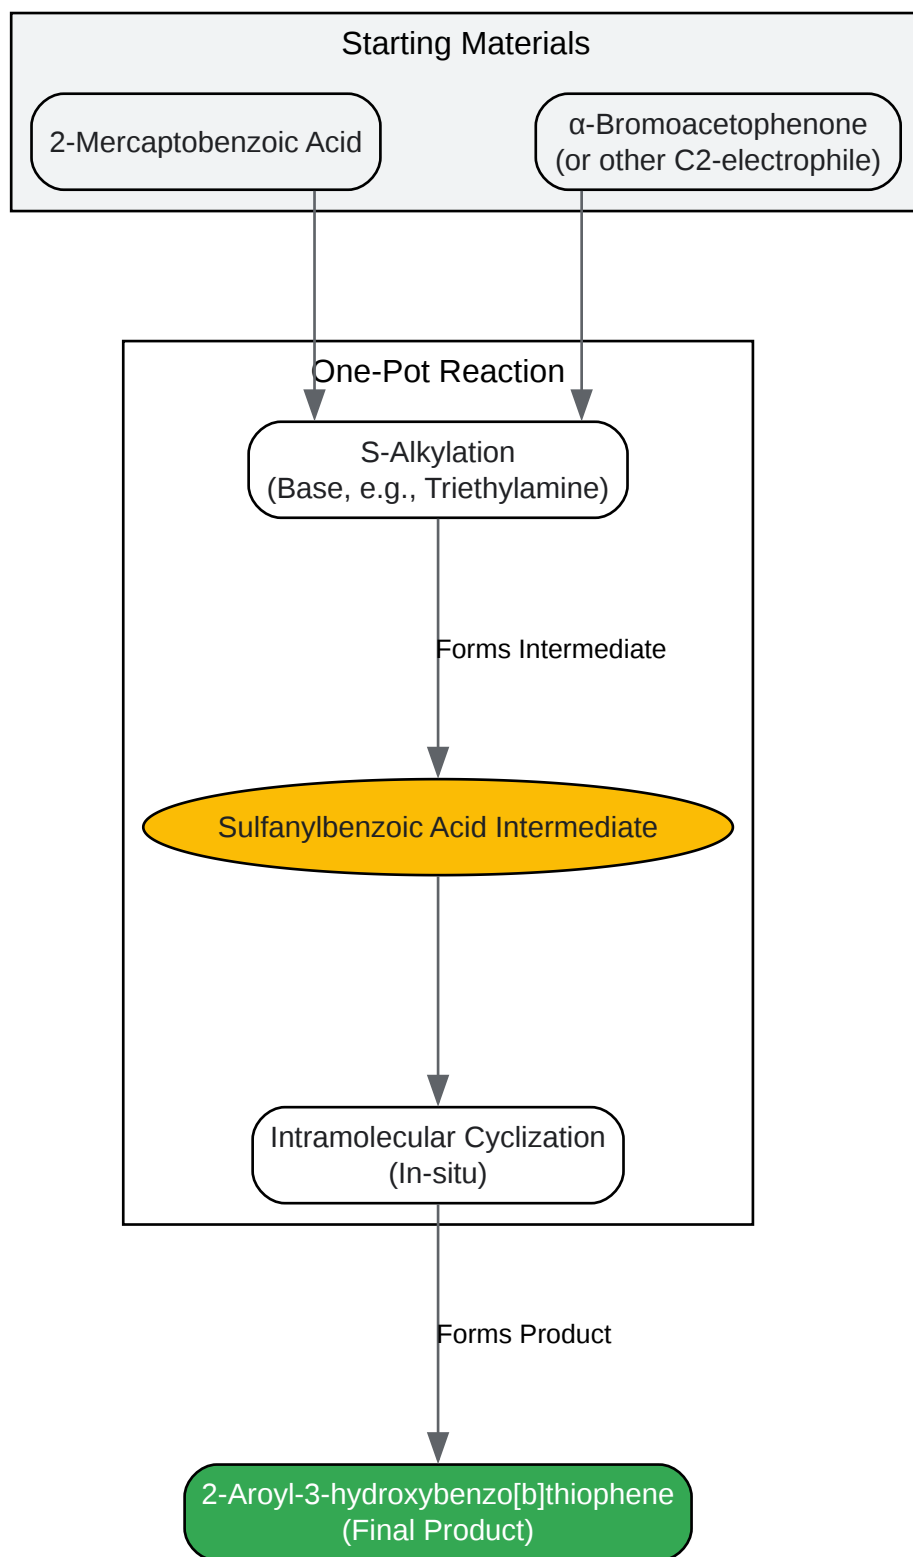 Starting Materials
2-Mercaptobenzoic Acid
α-Bromoacetophenone
(or other C2-electrophile)
One-Pot Reaction
S-Alkylation
(Base, e.g., Triethylamine)
Forms Intermediate
Sulfanylbenzoic Acid Intermediate
Intramolecular Cyclization
(In-situ)
Forms Product
2-Aroyl-3-hydroxybenzo[b]thiophene
(Final Product)